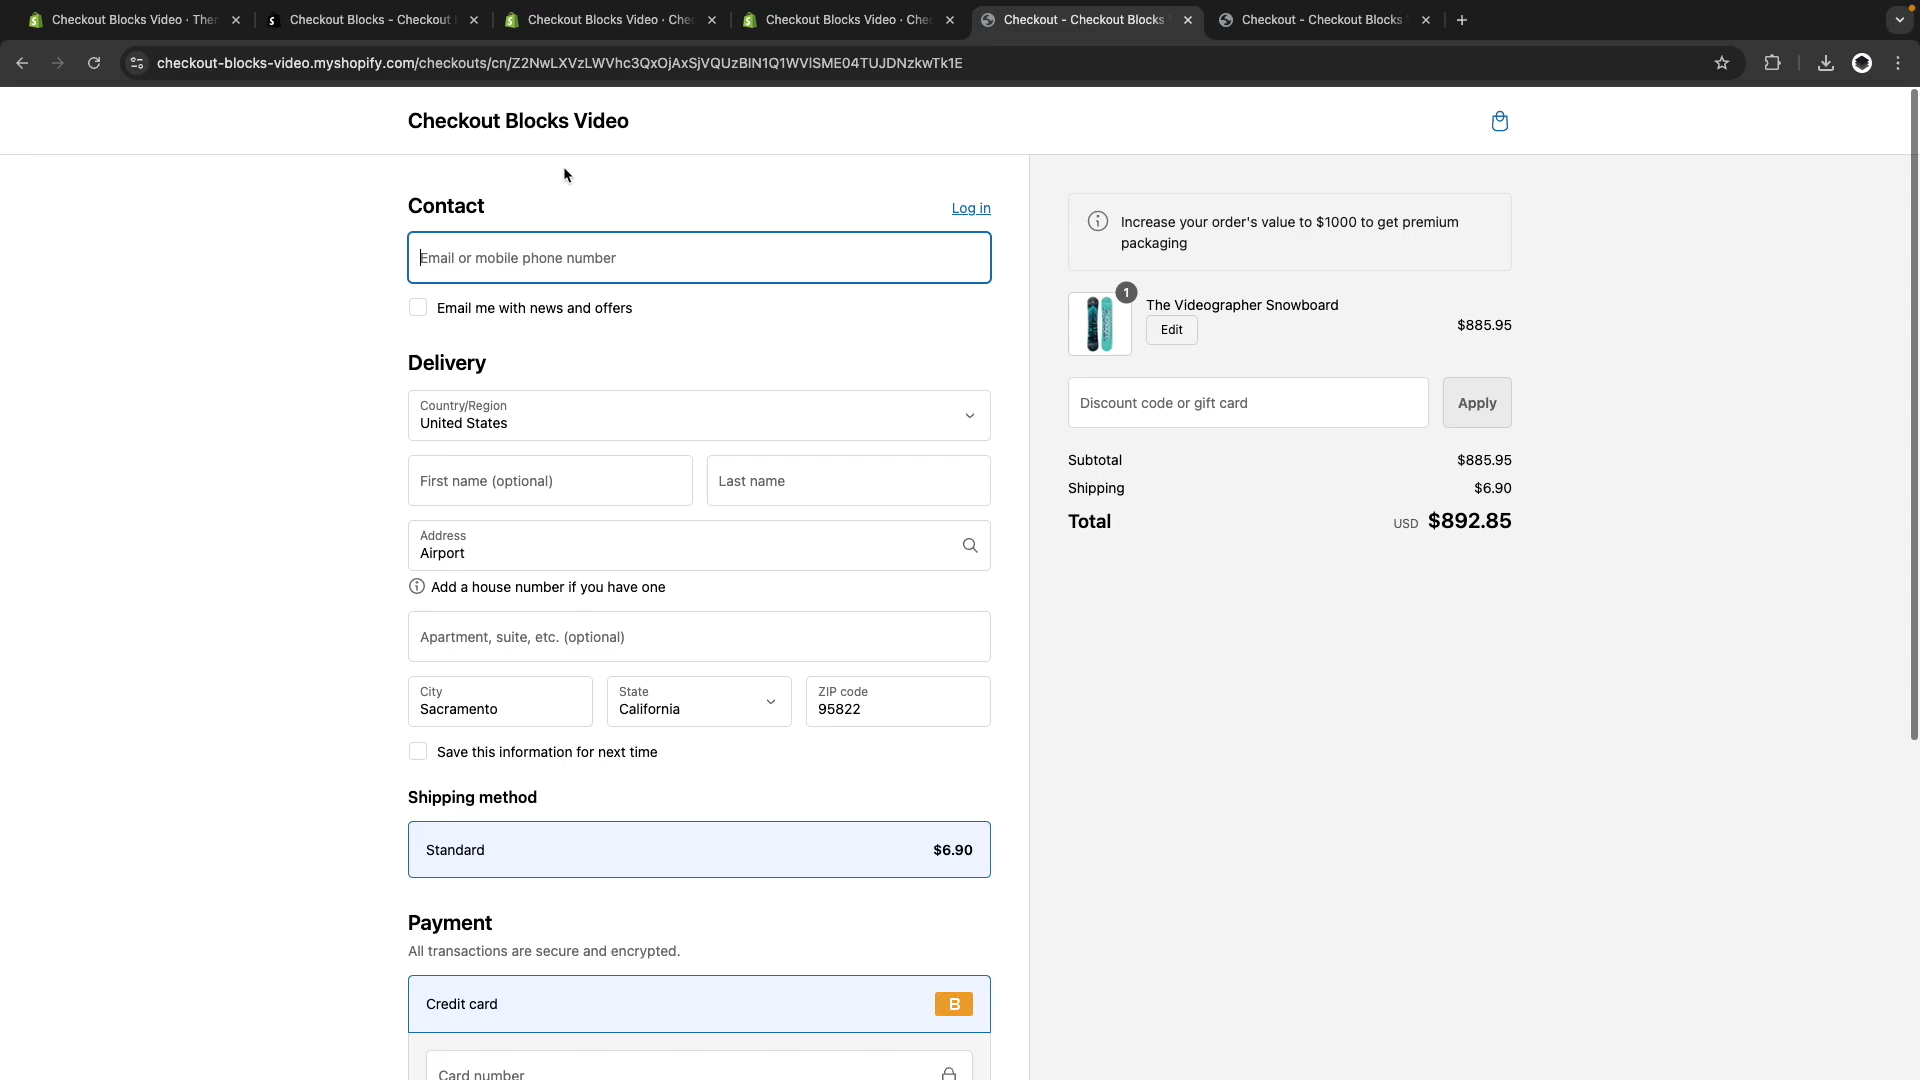 Checkout Blocks Video · Ther
Checkout Blocks - Checkout
Checkout Blocks Video · Chec
Checkout Blocks Video · Chec
Checkout - Checkout Blocks
Checkout - Checkout Blocks
checkout-blocks-video.myshopify.com/checkouts/cn/Z2NwLXVzLWVhc3QxOjAxSjVQUzBIN1Q1WVlSME04TUJDNzkwTk1E
Checkout Blocks Video
Contact
Log in
Email or mobile phone number
Email me with news and offers
Delivery
Country/Region
United States
First name (optional)
Last name
Address
Airport
Add a house number if you have one
Apartment, suite, etc. (optional)
City
Sacramento
State
California
ZIP code
95822
Save this information for next time
Shipping method
Standard
$6.90
Payment
All transactions are secure and encrypted.
Credit card
B
Card number
Increase your order's value to $1000 to get premium
packaging
1
The Videographer Snowboard
Edit
$885.95
Discount code or gift card
Apply
Subtotal
$885.95
Shipping
$6.90
Total
USD $892.85